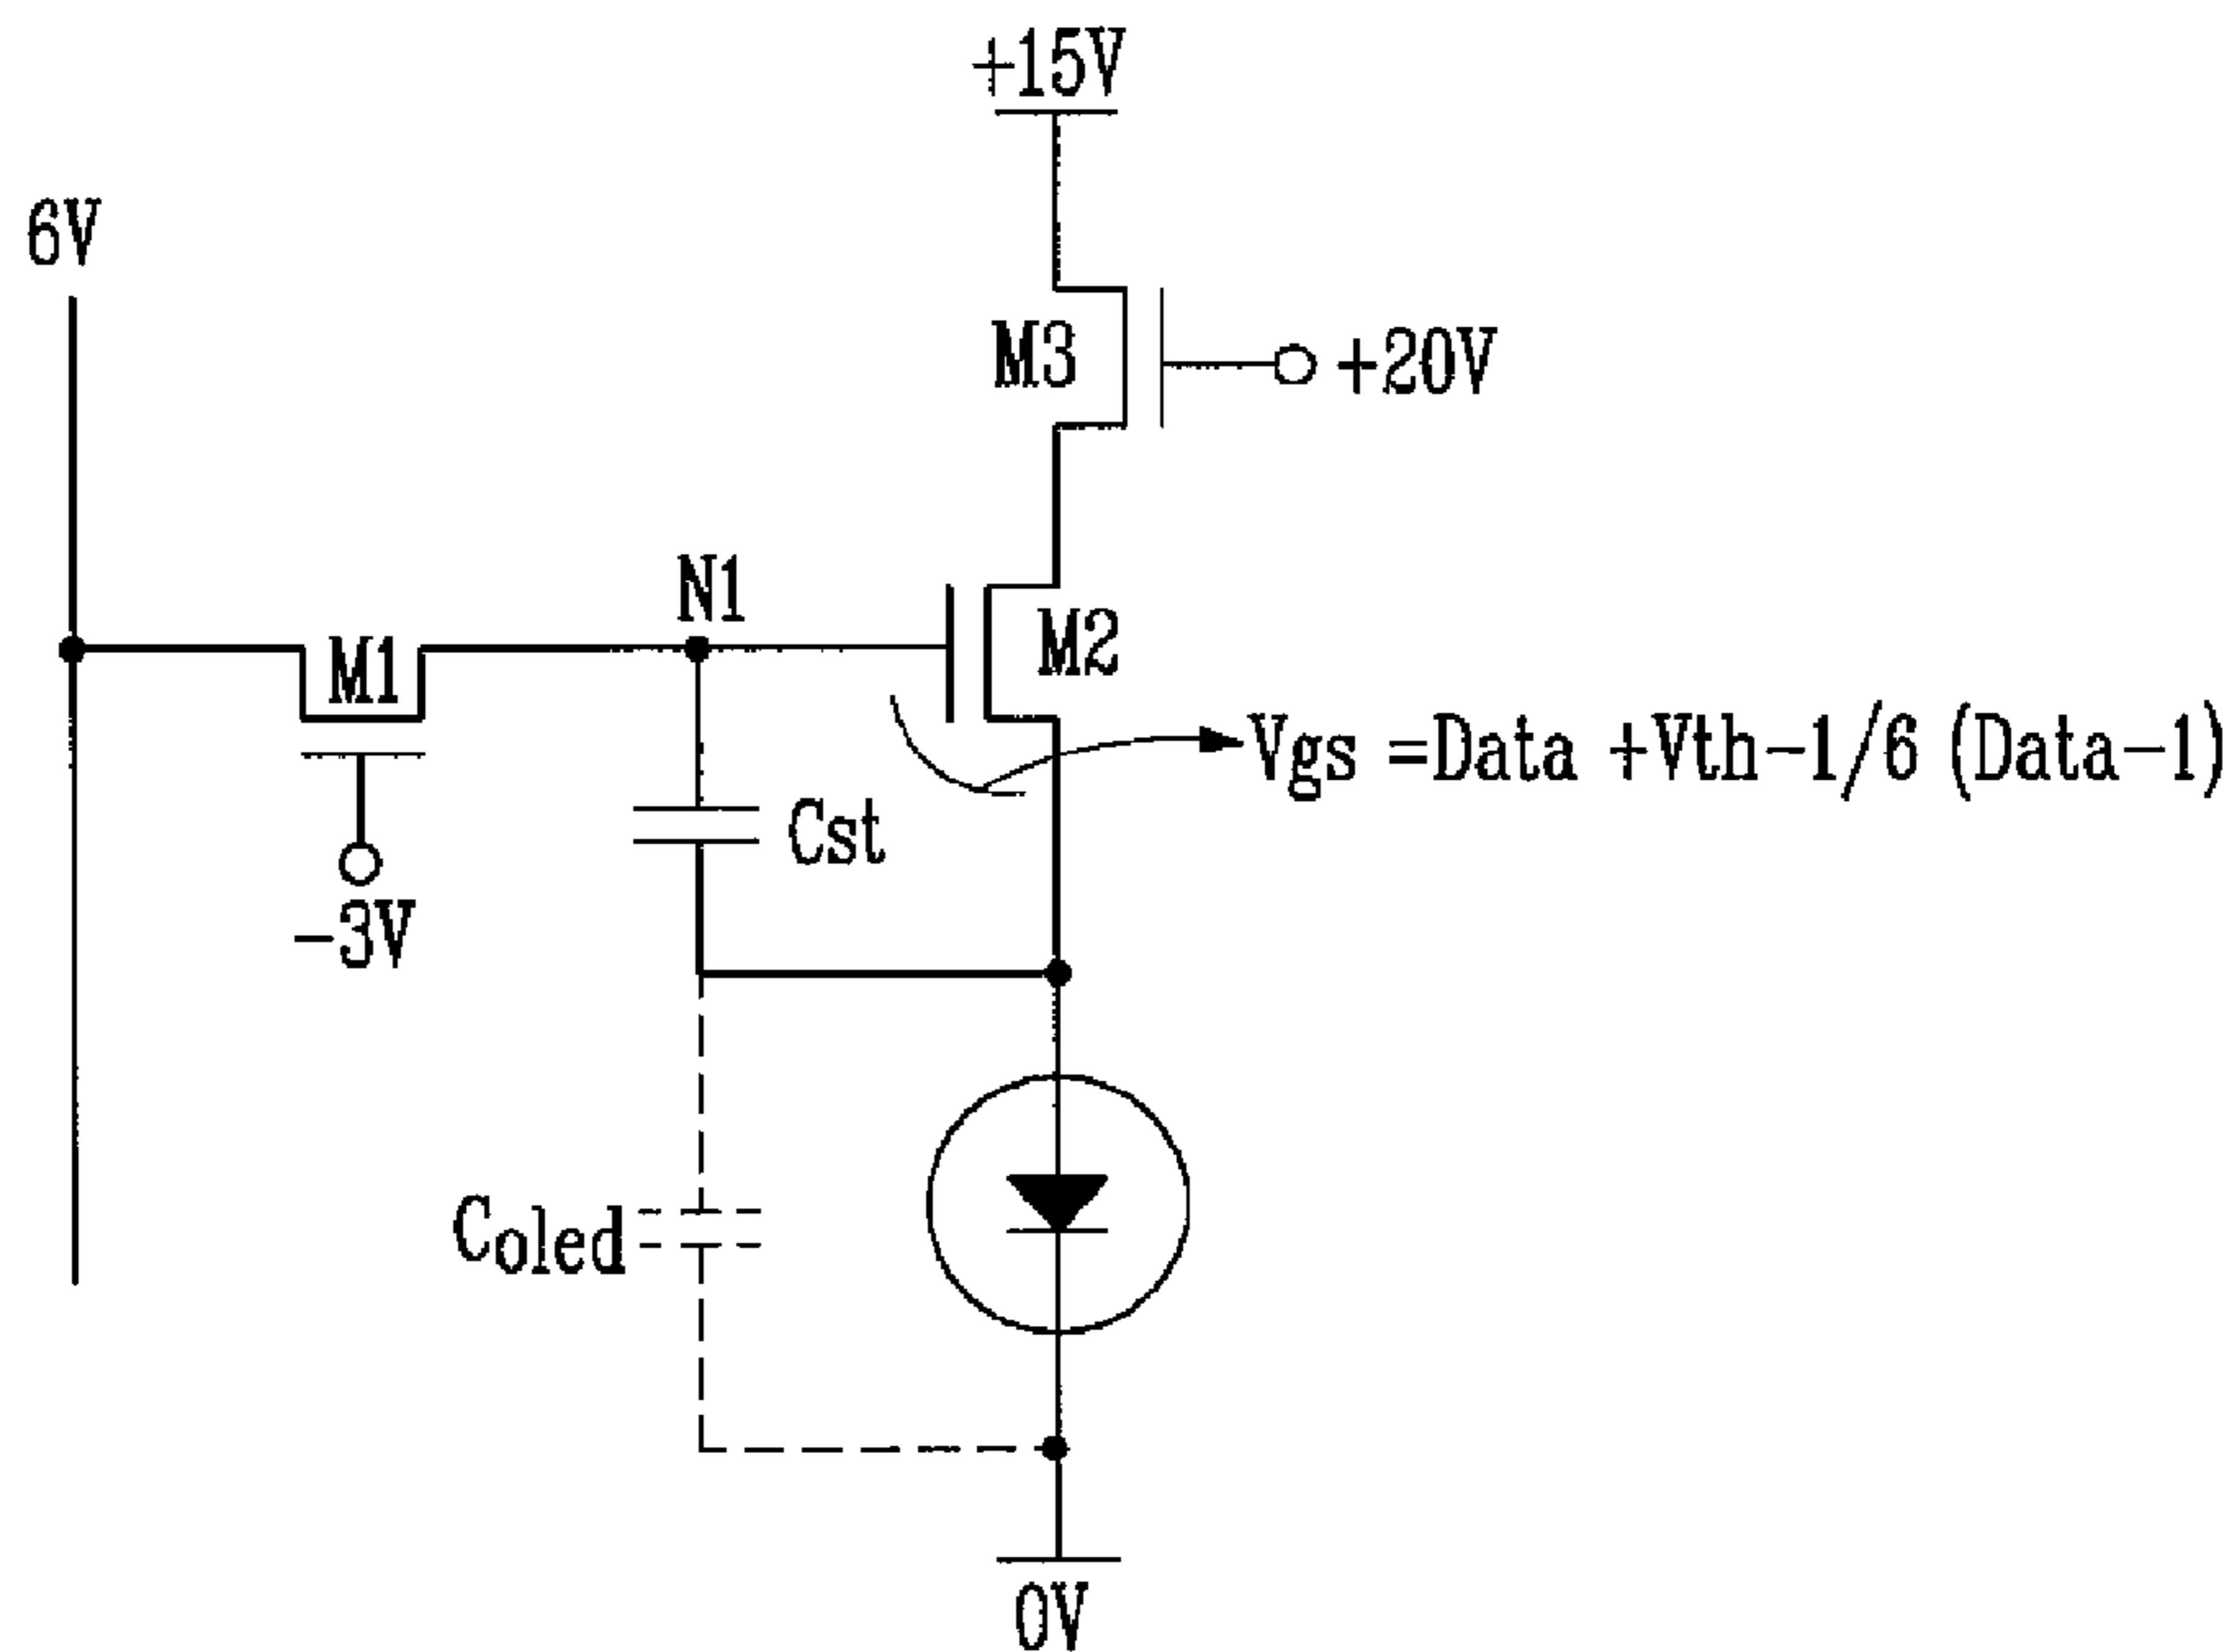 +15V
6V
M3
+20V
N1
M1
M2
Vgs =Data +Vth-1/6 (Data-1)
Cst
-3V
Coled
0V